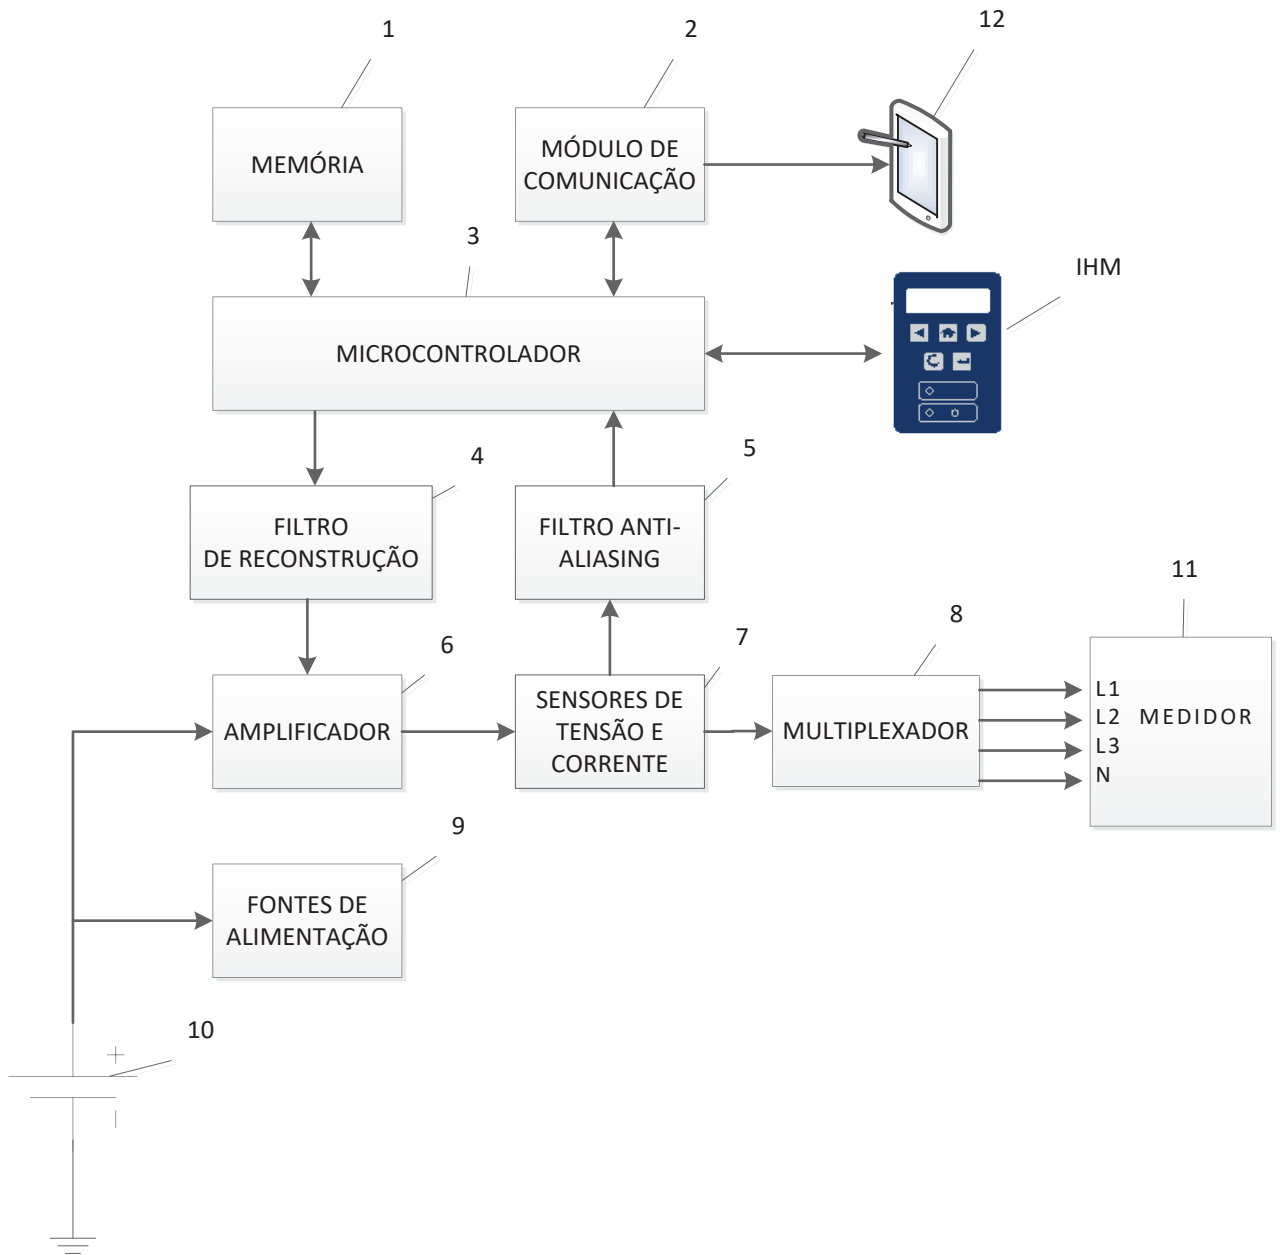 1
2
12
MEMÓRIA
MÓDULO DE
COMUNICAÇÃO
3
IHM
MICROCONTROLADOR
4
5
FILTRO
DE RECONSTRUÇÃO
FILTRO ANTI-
ALIASING
11
6
7
8
AMPLIFICADOR
SENSORES DE
TENSÃO E
CORRENTE
MULTIPLEXADOR
L1
L2
L3
N
MEDIDOR
9
FONTES DE
ALIMENTAÇÃO
10
+
|